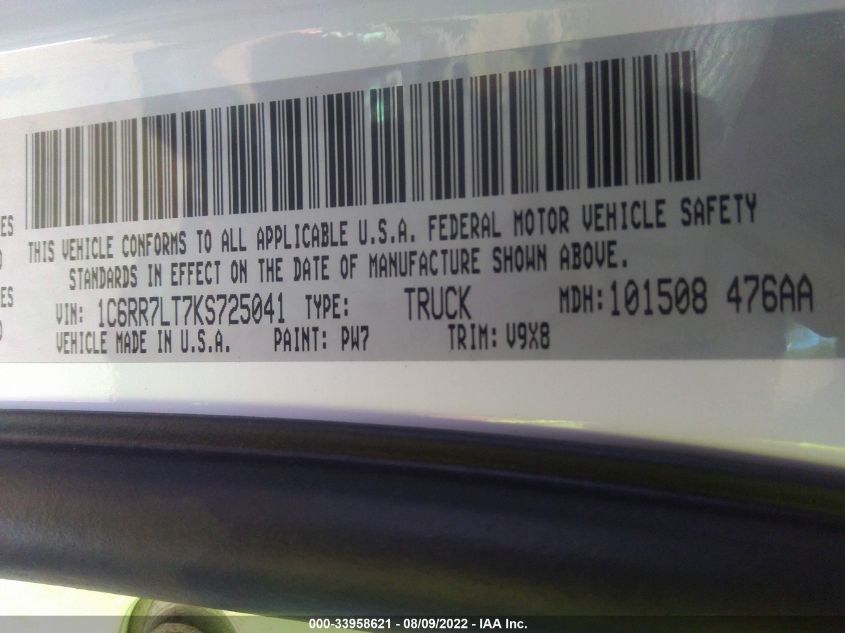 ES
THIS VEHICLE CONFORMS TO ALL APPLICABLE U.S.A. FEDERAL MOTOR VEHICLE SAFETY
STANDARDS IN EFFECT ON THE DATE OF MANUFACTURE SHOWN ABOVE.
ES
VIN: 1C6RR7LT7KS725041 TYPE: TRUCK MDH:101508 476AA
VEHICLE MADE IN U.S.A. PAINT: PW7 TRIM: V9X8
000-33958621 - 08/09/2022 - IAA Inc.